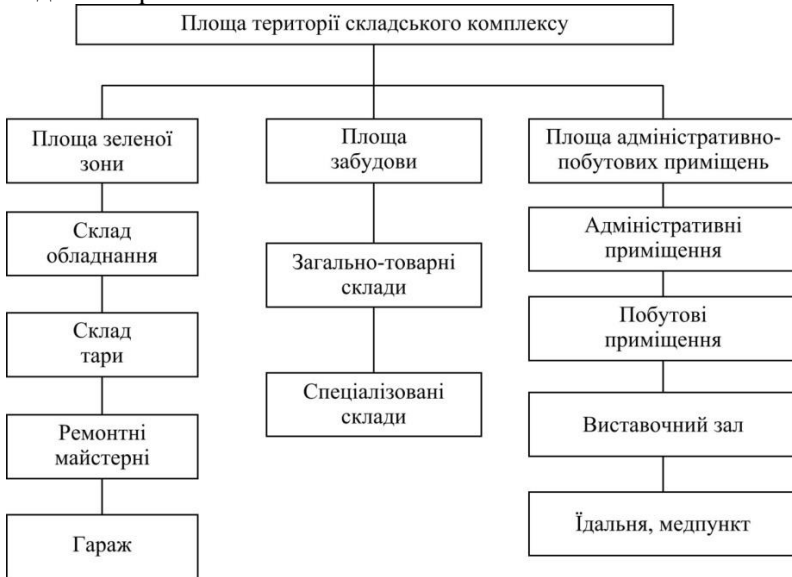 Площа території складського комплексу
Площа зеленої
зони
Склад
обладнання
Склад
тари
Ремонтні
майстерні
Гараж
Площа
забудови
Загально-товарні
склади
Спеціалізовані
склади
Площа адміністративно-
побутових приміщень
Адміністративні
приміщення
Побутові
приміщення
Виставочний зал
Їдальня, медпункт